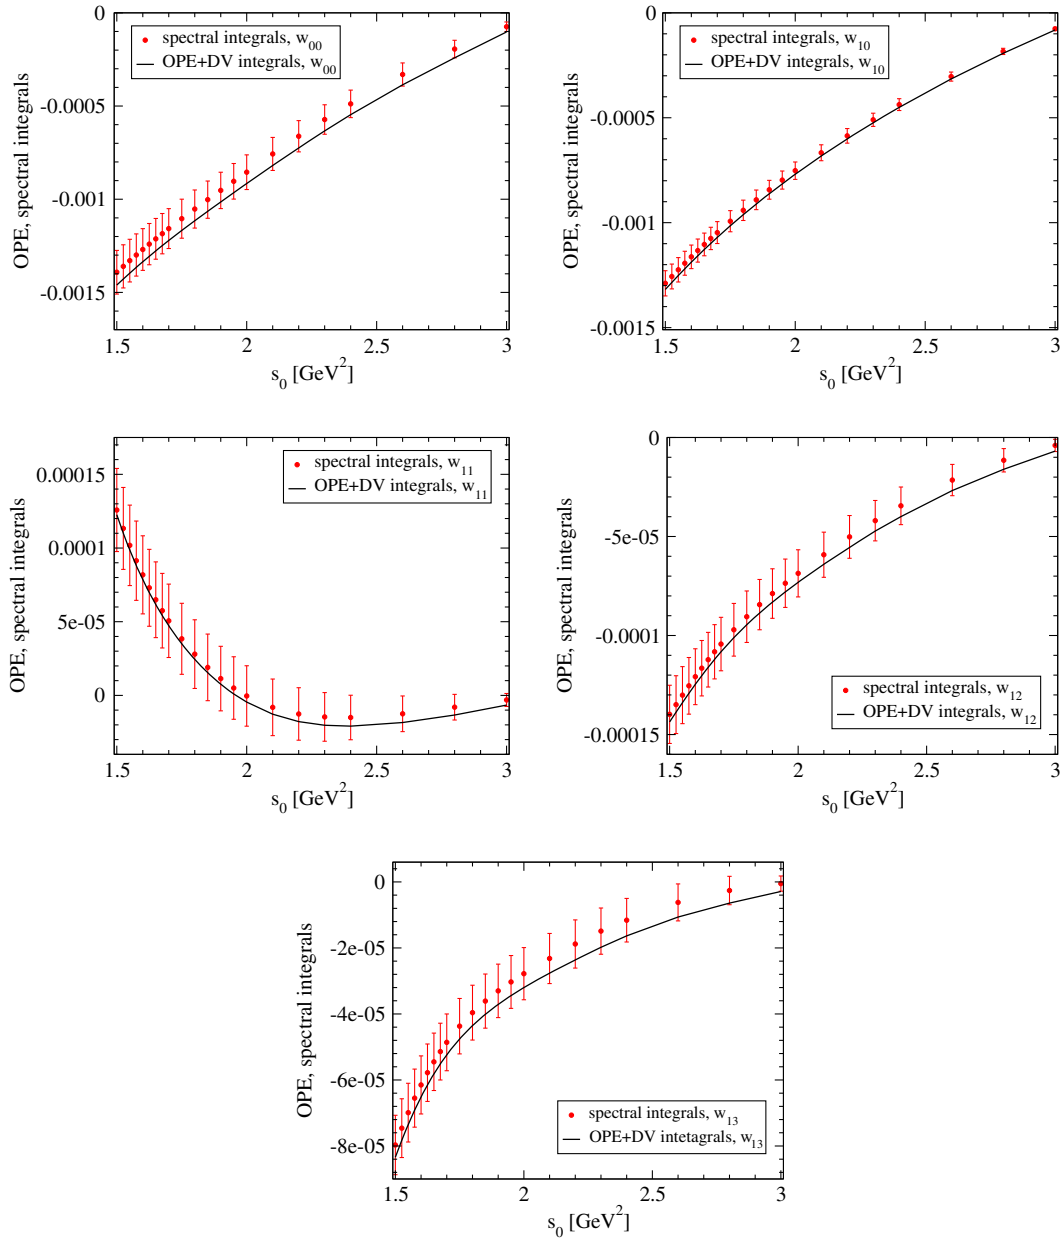 0
-0.0005
-0.001
-0.0015
OPE, spectral integrals
spectral integrals, w00
OPE+DV integrals, w00
1.5 2 2.5 3
s0 [GeV2]
0
-0.0005
-0.001
-0.0015
OPE, spectral integrals
spectral integrals, w10
OPE+DV integrals, w10
1.5 2 2.5 3
s0 [GeV2]
0.00015
0.0001
5e-05
0
OPE, spectral integrals
spectral integrals, w11
OPE+DV integrals, w11
1.5 2 2.5 3
s0 [GeV2]
0
-5e-05
-0.0001
-0.00015
OPE, spectral integrals
spectral integrals, w12
OPE+DV integrals, w12
1.5 2 2.5 3
s0 [GeV2]
0
-2e-05
-4e-05
-6e-05
-8e-05
OPE, spectral integrals
spectral integrals, w13
OPE+DV intetagrals, w13
1.5 2 2.5 3
s0 [GeV2]